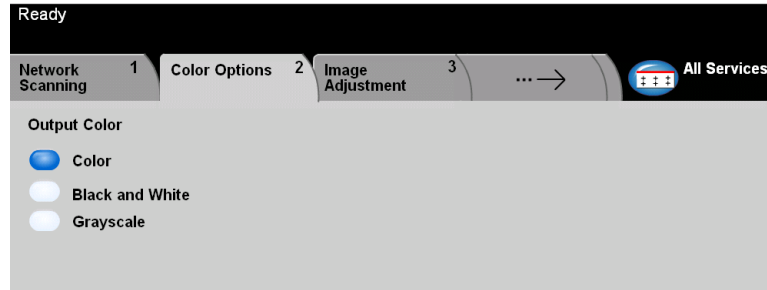 Ready
Network Scanning 1
Color Options 2
Image Adjustment 3
All Services
Output Color
Color
Black and White
Grayscale